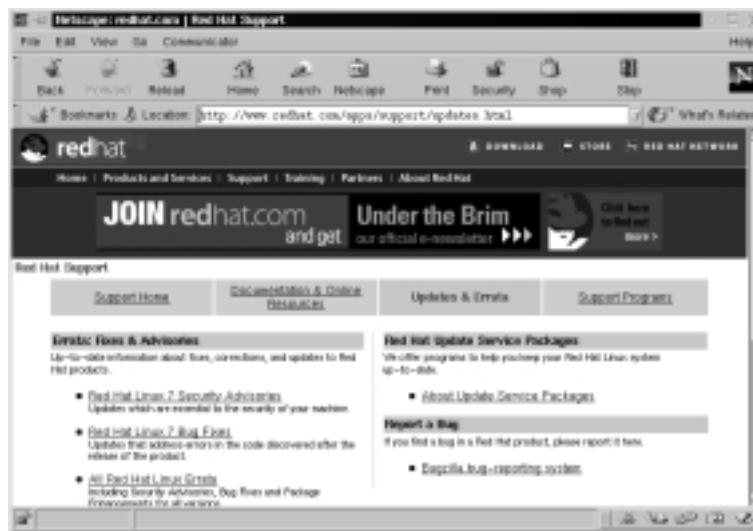 Netscape: redhat.com | Red Hat Support
File Edit View Go Communicator Help
Back Forward Reload Home Search Netscape Print Security Shop Stop
Bookmarks Location: http://www.redhat.com/apps/support/updates.html What's Related
redhat
DOWNLOAD STORE RED HAT NETWORK
Home | Products and Services | Support | Training | Partners | About Red Hat
JOIN redhat.com
and get
Under the Brim
our official e-newsletter
Click here
to find out
more >
Red Hat Support
Support Home
Documentation & Online
Resources
Updates & Errata
Support Programs
Errata: Fixes & Advisories
Up-to-date information about fixes, corrections, and updates to Red
Hat products.
Red Hat Linux 7 Security Advisories
Updates which are essential to the security of your machine.
Red Hat Linux 7 Bug Fixes
Updates that address errors in the code discovered after the
release of the product.
All Red Hat Linux Errata
Including Security Advisories, Bug Fixes and Package
Enhancements for all versions.
Red Hat Update Service Packages
We offer programs to help you keep your Red Hat Linux system
up-to-date.
About Update Service Packages
Report a Bug
If you find a bug in a Red Hat product, please report it here.
Bugzilla bug-reporting system